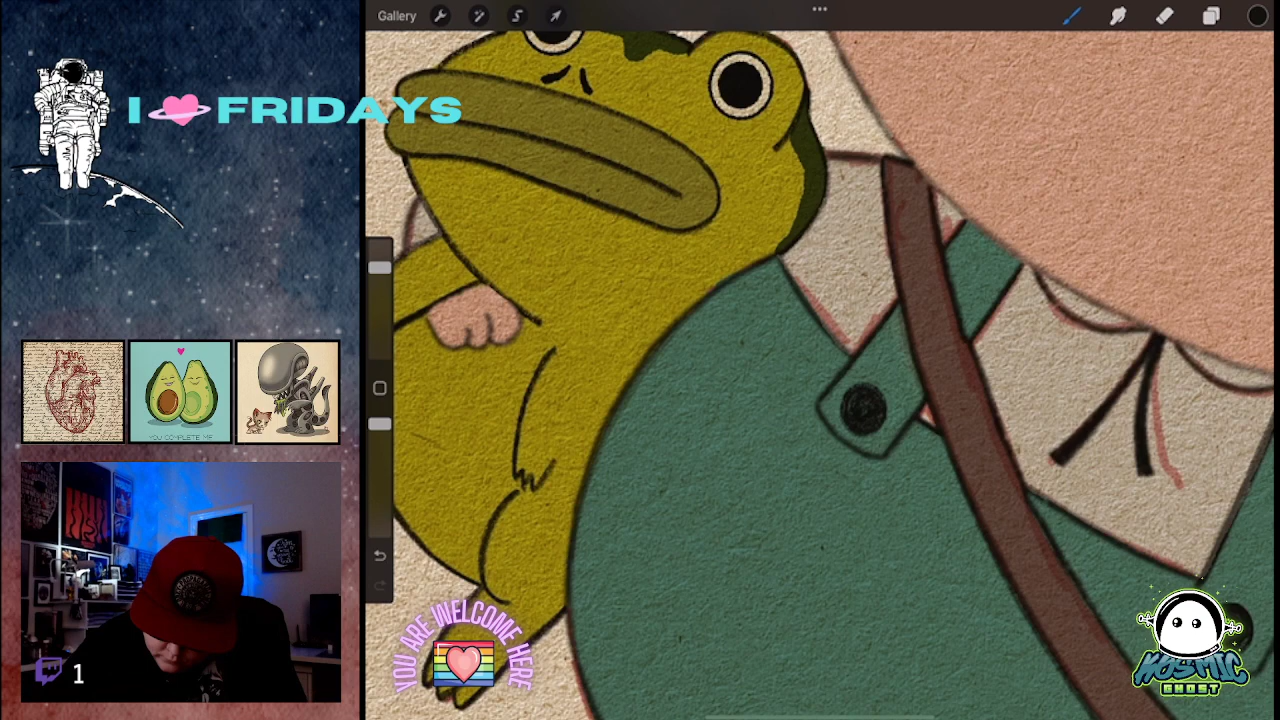 Gallery
I FRIDAYS
YOU COMPLETE ME
1
YOU ARE WELCOME HERE
KOSMIC
GHOST